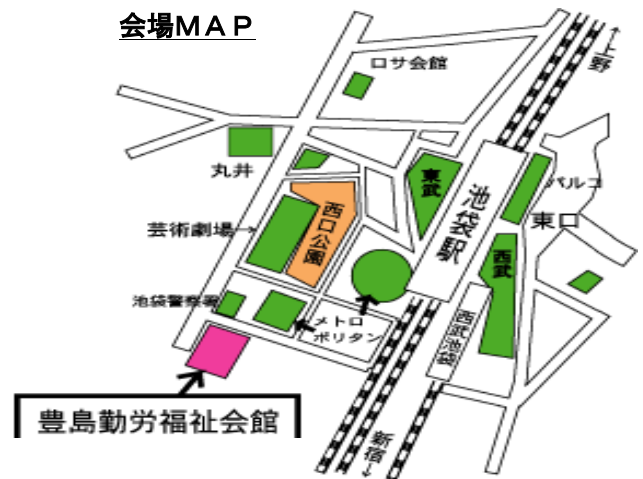 会場MAP
↑上野
ロサ会館
丸井
東武
池袋駅
パルコ
東口
西口公園
芸術劇場→
西武
池袋警察署
メトロ
ポリタン
西武池袋
豊島勤労福祉会館
新宿→